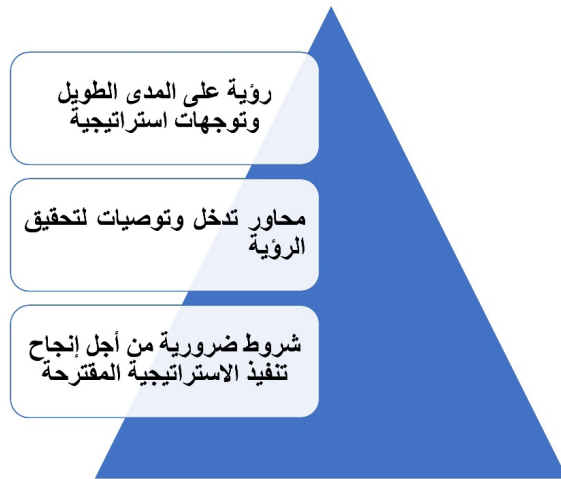 رؤية على المدى الطويل
وتوجهات استراتيجية
محاور تدخل وتوصيات لتحقيق
الرؤية
شروط ضرورية من أجل إنجاح
تنفيذ الاستراتيجية المقترحة